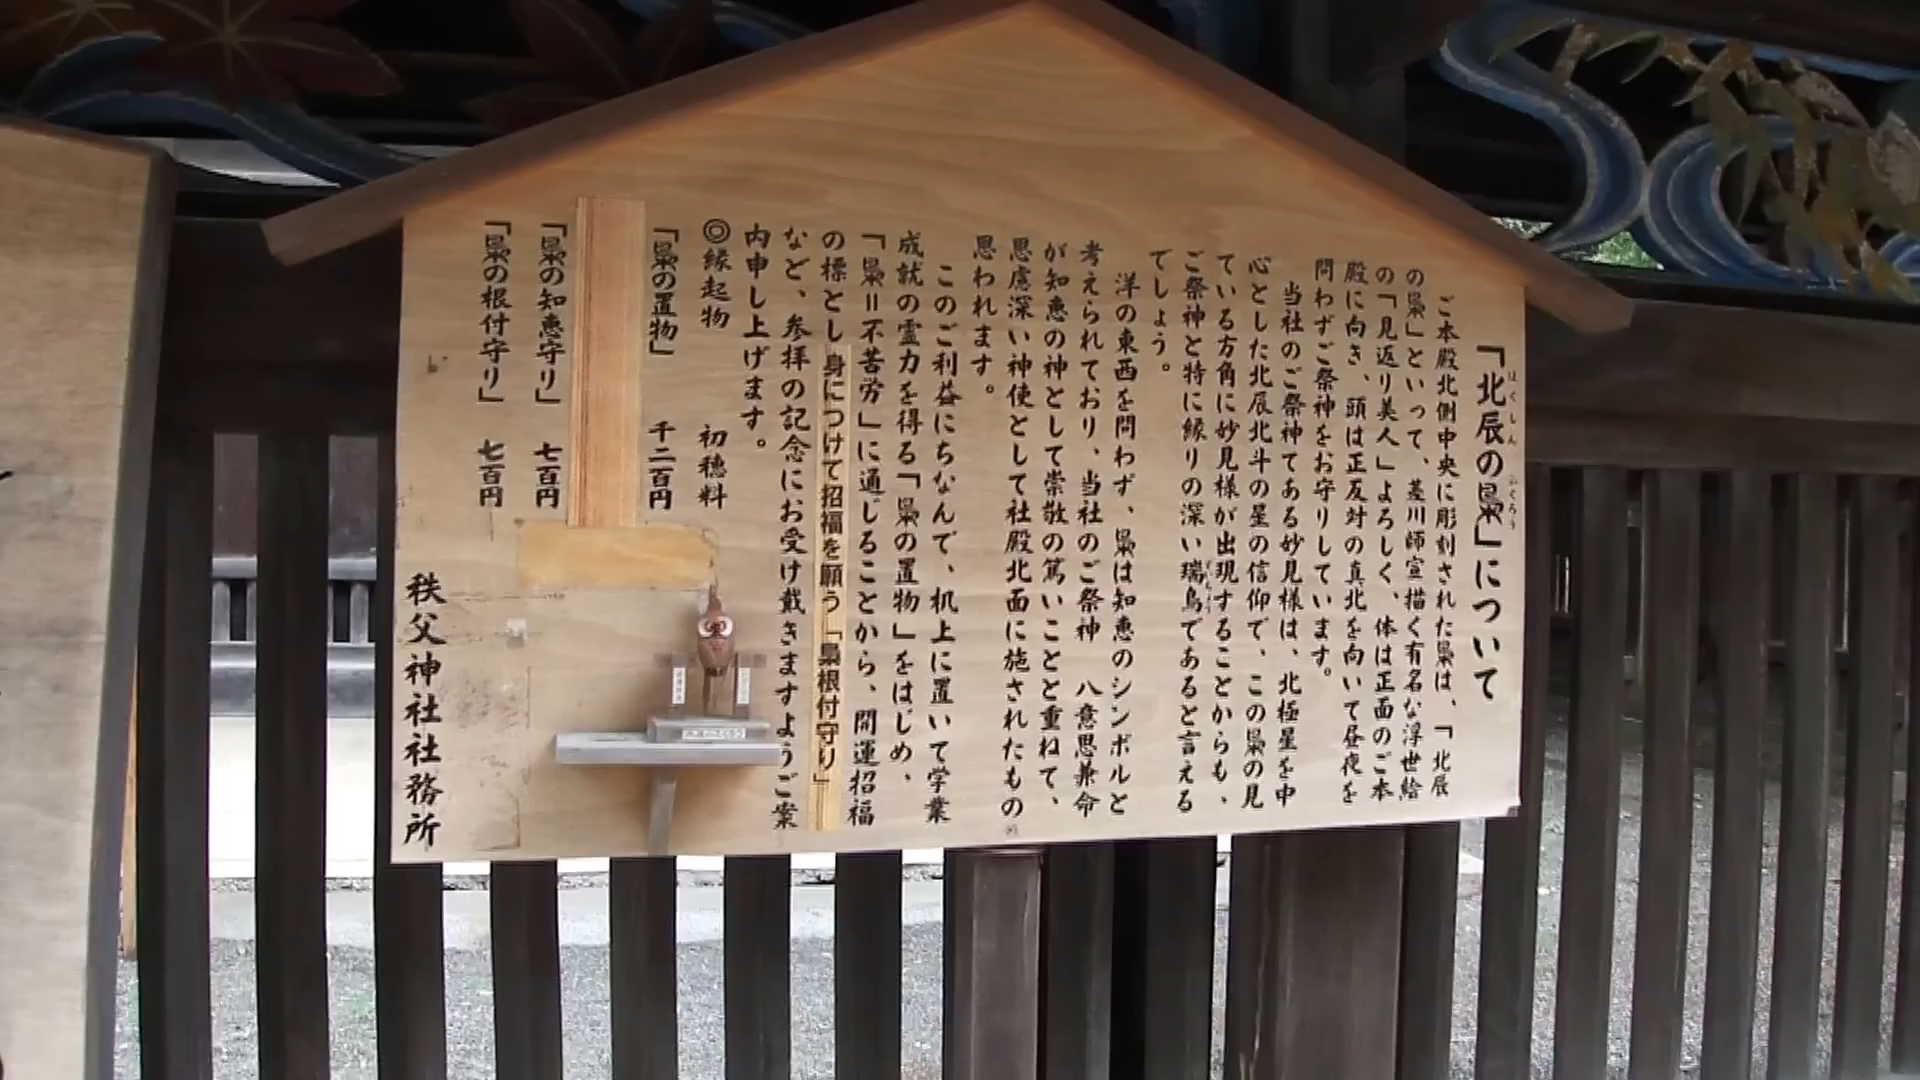 「北辰の梟」について
ご本殿北側中央に彫刻された梟は、「北辰
の梟」といって、菱川師宣描く有名な浮世絵
の「見返り美人」よろしく、体は正面のご本
殿に向き、頭は正反対の真北を向いて昼夜を
問わずご祭神をお守りしています。
当社のご祭神である妙見様は、北極星を中
心とした北辰北斗の星の信仰で、この梟の見
ている方角に妙見様が出現することからも、
ご祭神と特に縁りの深い瑞鳥であると言える
でしょう。
洋の東西を問わず、梟は知恵のシンボルと
考えられており、当社のご祭神 八意思兼命
が知恵の神として崇敬の篤いことと重ねて、
思慮深い神使として社殿北面に施されたもの
思われます。
このご利益にちなんで、机上に置いて学業
成就の霊力を得る「梟の置物」をはじめ、
「梟＝不苦労」に通じることから、開運招福
の標とし身につけて招福を願う「梟根付守り」
など、参拝の記念にお受け戴きますようご案
内申し上げます。
◎縁起物 初穂料
「梟の置物」 千二百円
「梟の知恵守り」 七百円
「梟の根付守り」 七百円
秩父神社社務所